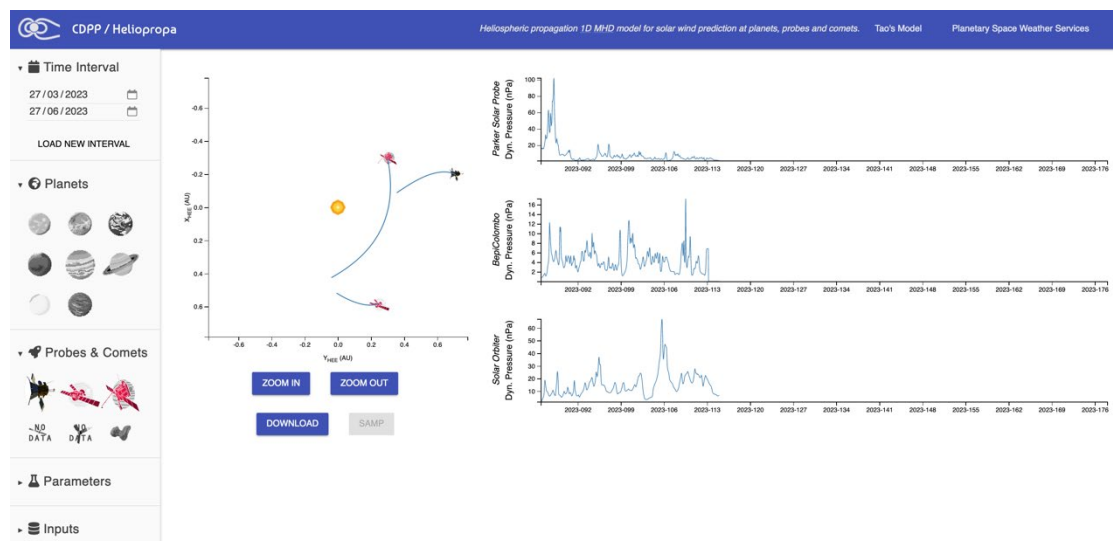 CDPP / Heliopropa
Heliospheric propagation 1D MHD model for solar wind prediction at planets, probes and comets.
Tao's Model
Planetary Space Weather Services
Time Interval
27 / 03 / 2023
27 / 06 / 2023
LOAD NEW INTERVAL
Planets
Probes & Comets
NO DATA
NO DATA
Parameters
Inputs
-0.6
-0.4
-0.2
0.0
0.2
0.4
0.6
XHEE (AU)
-0.6 -0.4 -0.2 0.0 0.2 0.4 0.6
YHEE (AU)
ZOOM IN
ZOOM OUT
DOWNLOAD
SAMP
Parker Solar Probe
Dyn. Pressure (nPa)
100
80
60
40
20
2023-092 2023-099 2023-106 2023-113 2023-120 2023-127 2023-134 2023-141 2023-148 2023-155 2023-162 2023-169 2023-176
BepiColombo
Dyn. Pressure (nPa)
16
14
12
10
8
6
4
2
2023-092 2023-099 2023-106 2023-113 2023-120 2023-127 2023-134 2023-141 2023-148 2023-155 2023-162 2023-169 2023-176
Solar Orbiter
Dyn. Pressure (nPa)
60
50
40
30
20
10
2023-092 2023-099 2023-106 2023-113 2023-120 2023-127 2023-134 2023-141 2023-148 2023-155 2023-162 2023-169 2023-176